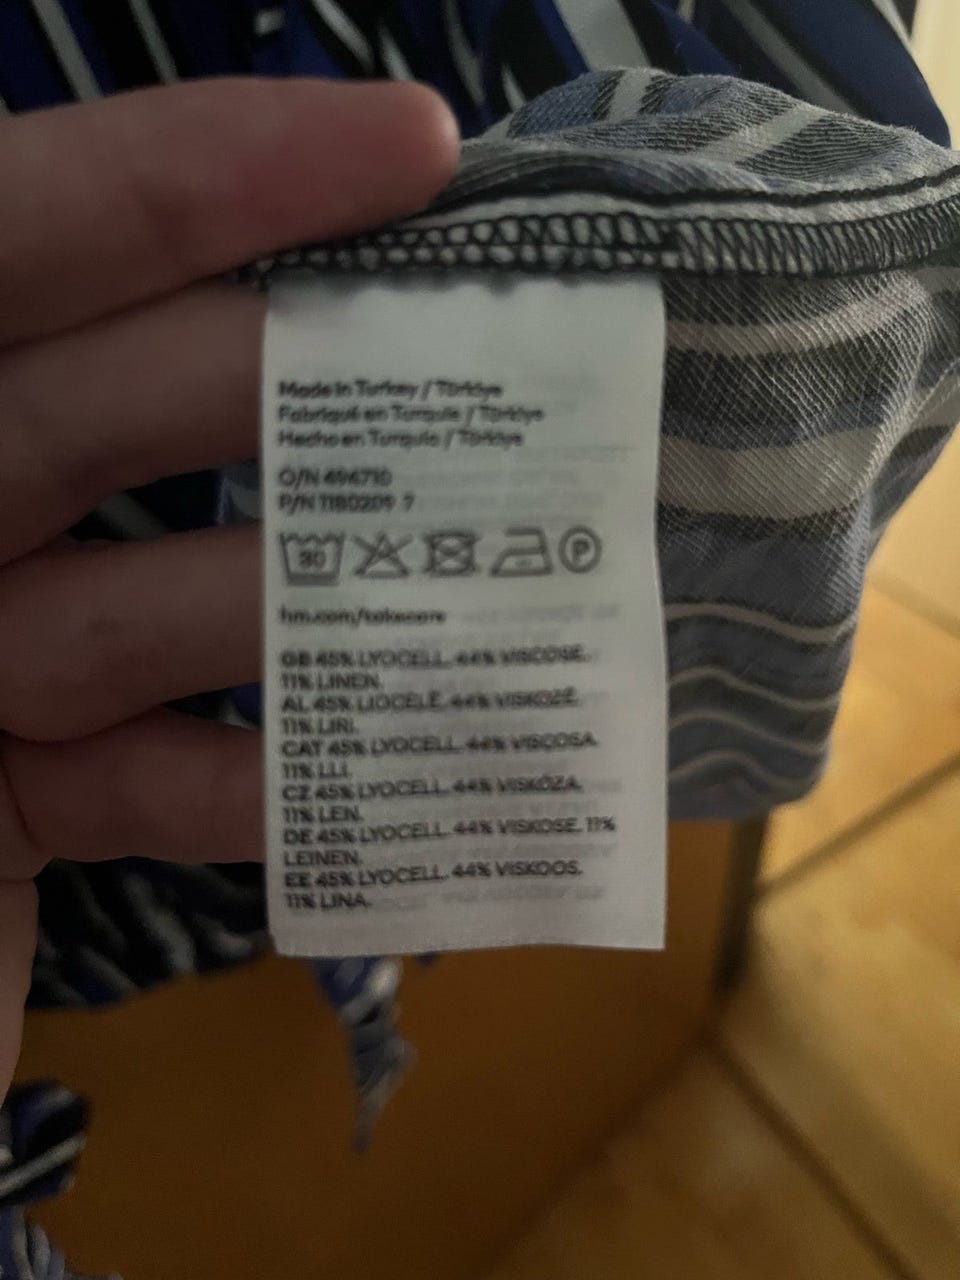 Made in Turkey / Türkiye
Fabriqué en Turquie / Türkiye
Hecho en Turquía / Türkiye
O/N 494710
P/N 1180209 7
30
P
hm.com/takecare
GB 45% LYOCELL. 44% VISCOSE.
11% LINEN.
AL 45% LIOCELE. 44% VISKOZË.
11% LIRI.
CAT 45% LYOCELL. 44% VISCOSA.
11% LLI.
CZ 45% LYOCELL. 44% VISKÓZA.
11% LEN.
DE 45% LYOCELL. 44% VISKOSE. 11%
LEINEN.
EE 45% LYOCELL. 44% VISKOOS.
11% LINA.